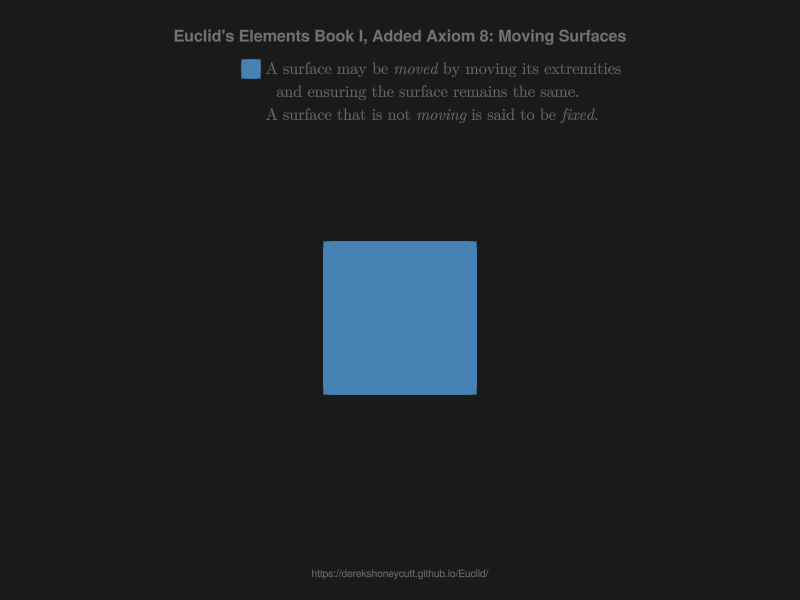 Euclid's Elements Book I, Added Axiom 8: Moving Surfaces
A surface may be moved by moving its extremities
and ensuring the surface remains the same.
A surface that is not moving is said to be fixed.
https://derekshoneycutt.github.io/Euclid/